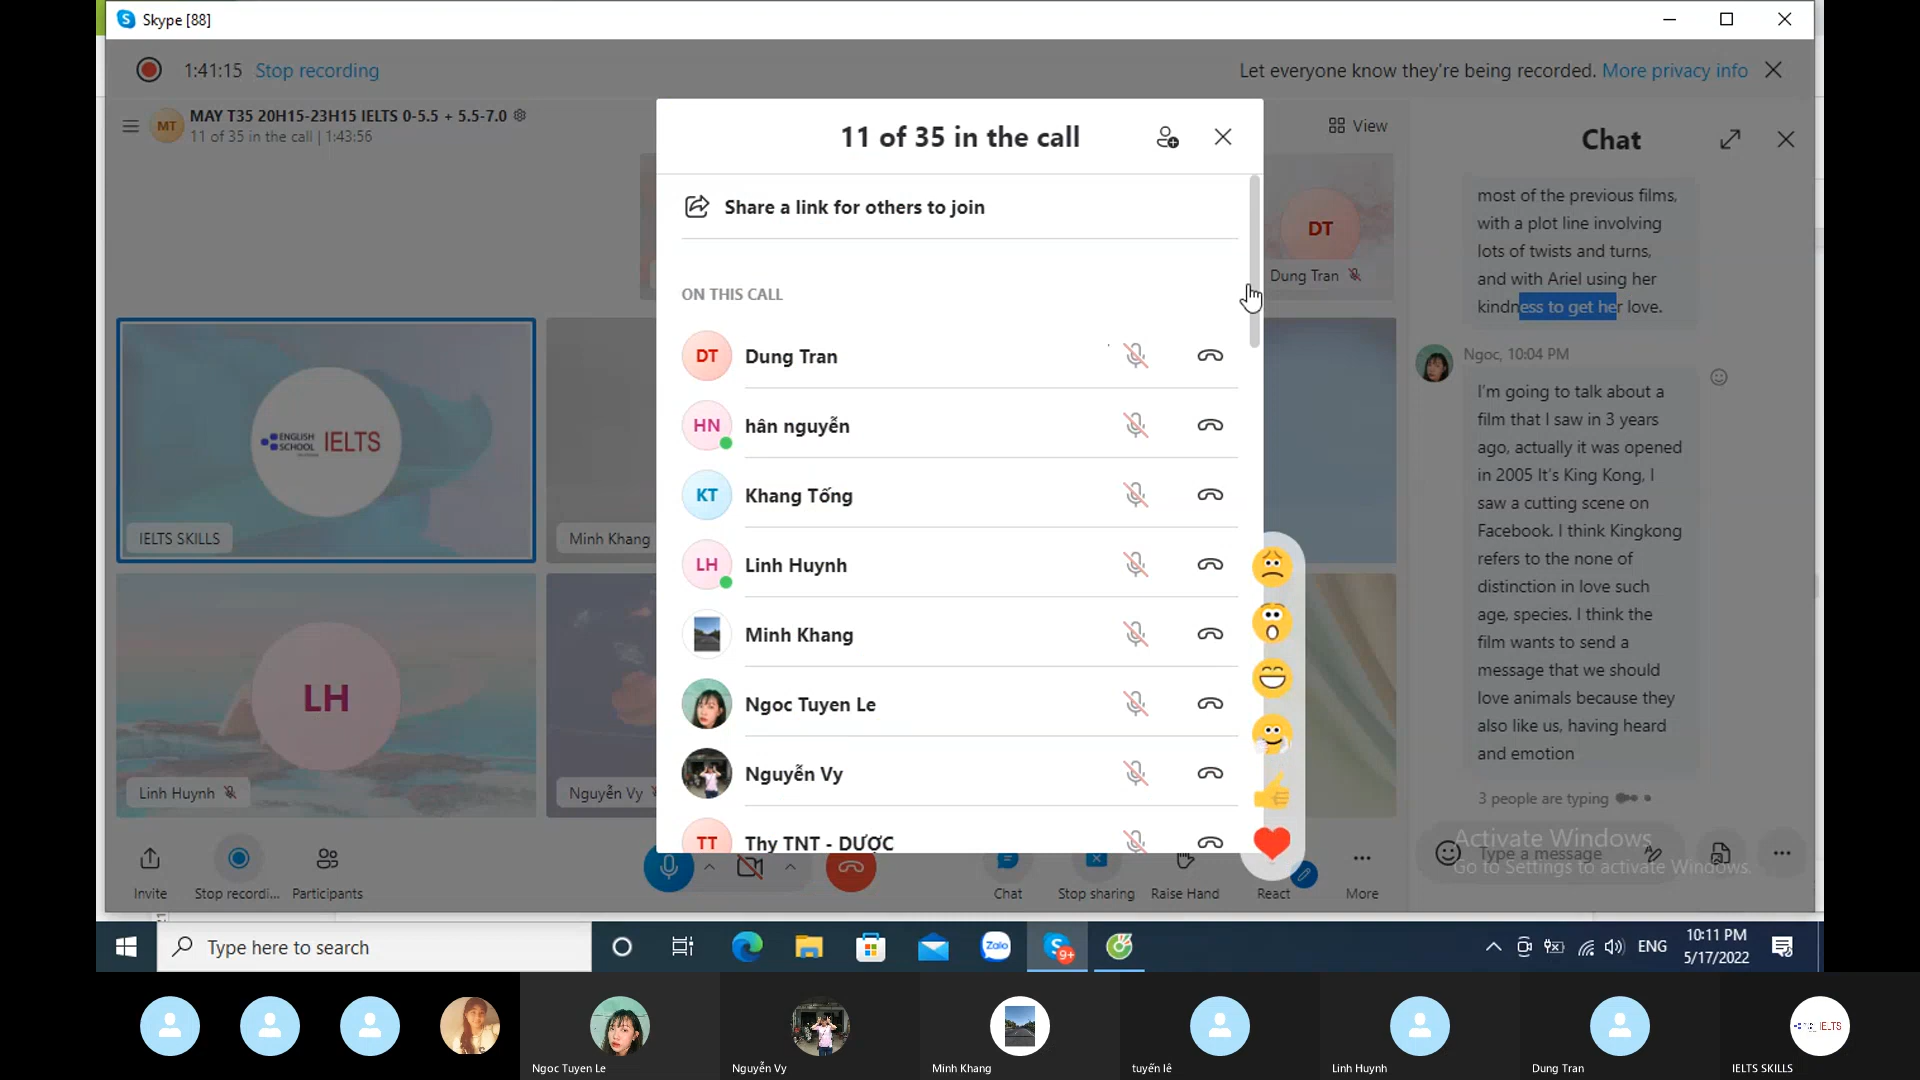 Skype [88]
1:41:15 Stop recording
Let everyone know they're being recorded. More privacy info
MT
MAY T35 20H15-23H15 IELTS 0-5.5 + 5.5-7.0
11 of 35 in the call | 1:43:56
View
DT
Dung Tran
ENGLISH SCHOOL IELTS
IELTS SKILLS
Minh Khang
LH
Linh Huynh
Nguyễn Vy
11 of 35 in the call
Share a link for others to join
ON THIS CALL
DT Dung Tran
HN hân nguyễn
KT Khang Tống
LH Linh Huynh
Minh Khang
Ngoc Tuyen Le
Nguyễn Vy
TT Thy TNT - DƯỢC
Chat
most of the previous films,
with a plot line involving
lots of twists and turns,
and with Ariel using her
kindness to get her love.
Ngoc, 10:04 PM
I'm going to talk about a
film that I saw in 3 years
ago, actually it was opened
in 2005 It's King Kong, I
saw a cutting scene on
Facebook. I think Kingkong
refers to the none of
distinction in love such
age, species. I think the
film wants to send a
message that we should
love animals because they
also like us, having heard
and emotion
3 people are typing
Type a message
Activate Windows
Go to Settings to activate Windows.
Invite
Stop recordi...
Participants
Chat
Stop sharing
Raise Hand
React
More
Type here to search
Zalo
9+
ENG
10:11 PM
5/17/2022
Ngoc Tuyen Le
Nguyễn Vy
Minh Khang
tuyến lê
Linh Huynh
Dung Tran
IELTS
IELTS SKILLS